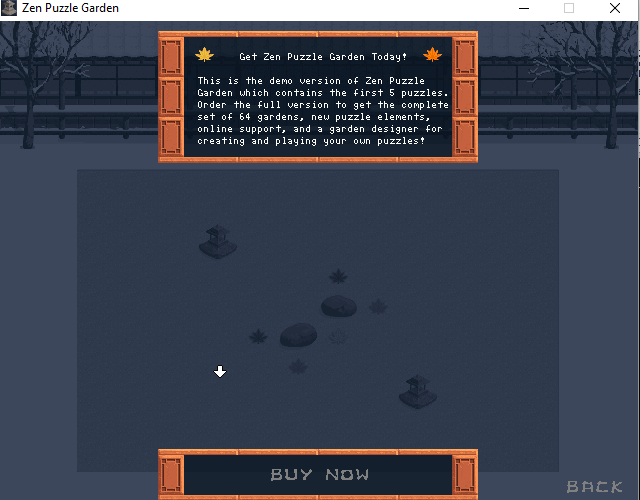 Zen Puzzle Garden
Get Zen Puzzle Garden Today!
This is the demo version of Zen Puzzle
Garden which contains the first 5 puzzles.
Order the full version to get the complete
set of 64 gardens, new puzzle elements,
online support, and a garden designer for
creating and playing your own puzzles!
BUY NOW
BACK